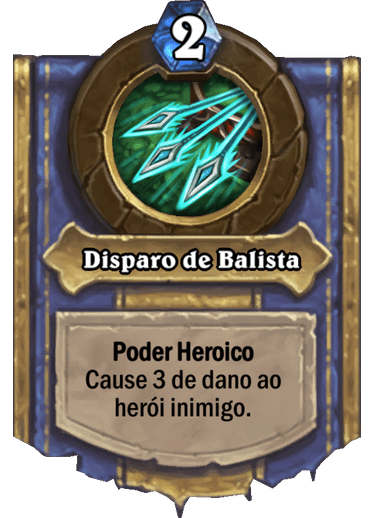 2
Disparo de Balista
Poder Heroico
Cause 3 de dano ao
herói inimigo.